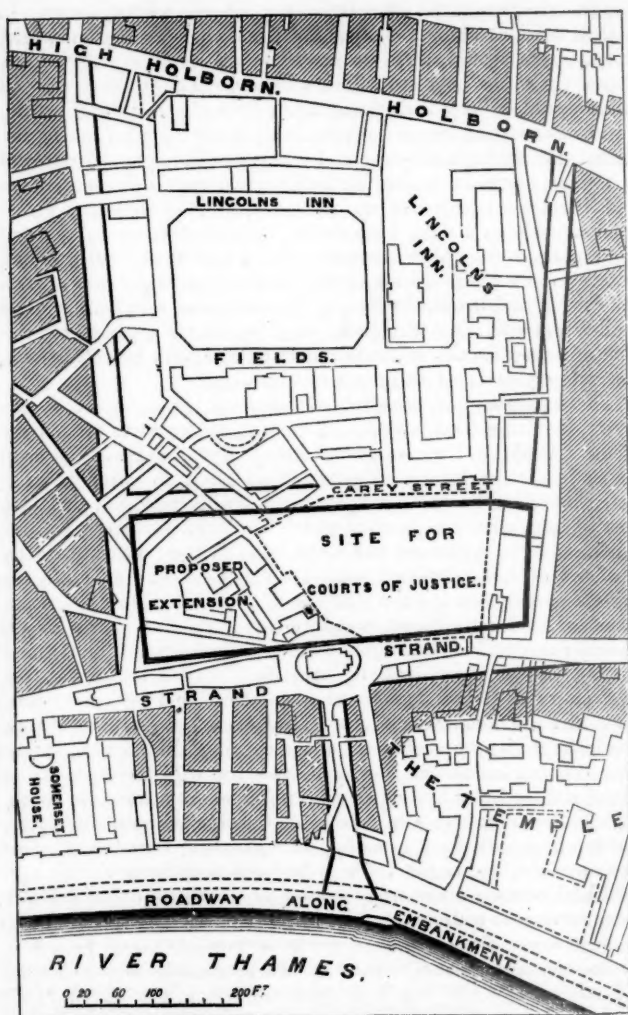 HIGH HOLBORN.
HOLBORN.
LINCOLNS INN
LINCOLNS
INN.
FIELDS.
CAREY STREET
SITE FOR
COURTS OF JUSTICE.
PROPOSED
EXTENSION.
STRAND.
STRAND
SOMERSET
HOUSE.
THE TEMPLE
ROADWAY ALONG EMBANKMENT.
RIVER THAMES.
0 20 60 100 200 FT